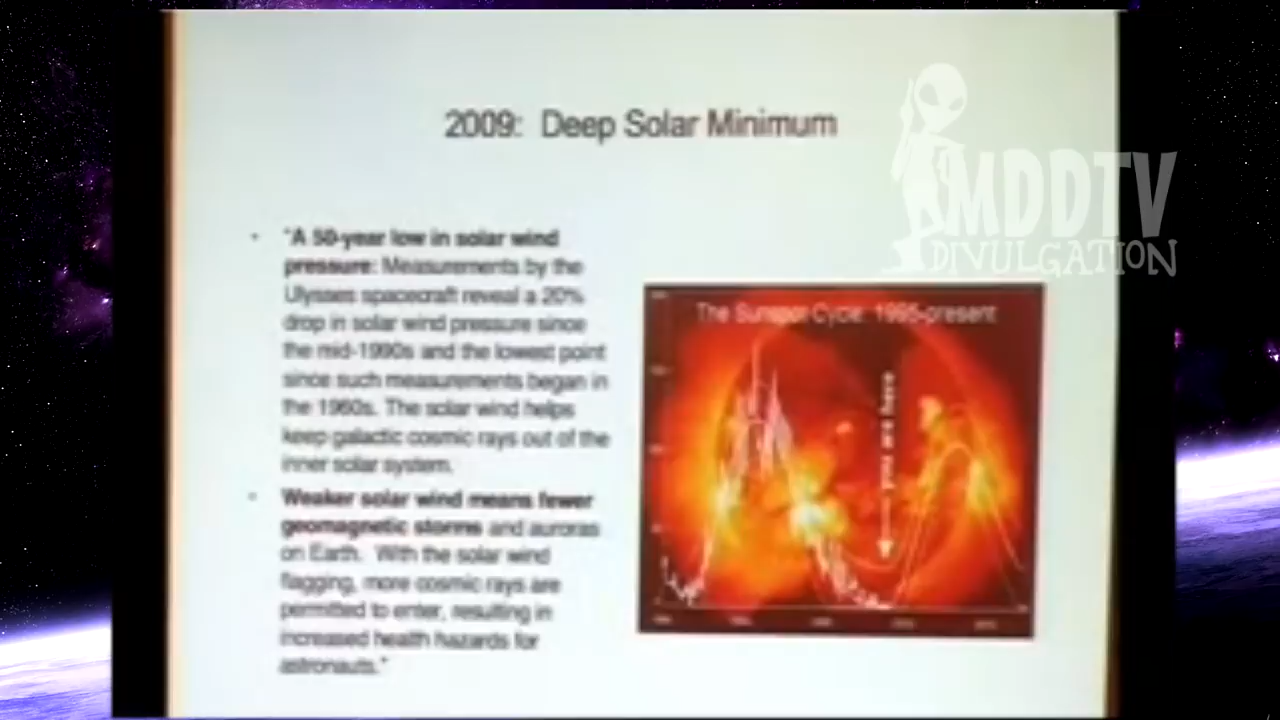 2009: Deep Solar Minimum
MDDTV
DIVULGATION
• "A 50-year low in solar wind
pressure: Measurements by the
Ulysses spacecraft reveal a 20%
drop in solar wind pressure since
the mid-1990s and the lowest point
since such measurements began in
the 1960s. The solar wind helps
keep galactic cosmic rays out of the
inner solar system.
• Weaker solar wind means fewer
geomagnetic storms and auroras
on Earth. With the solar wind
flagging, more cosmic rays are
permitted to enter, resulting in
increased health hazards for
astronauts."
The Sunspot Cycle: 1995-present
you are here